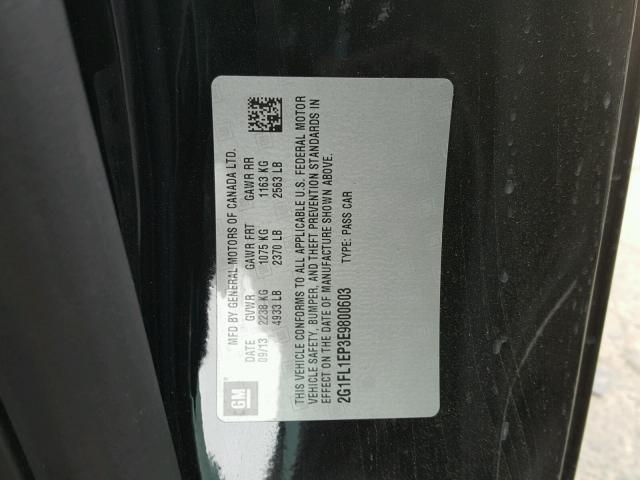 GM
MFD BY GENERAL MOTORS OF CANADA LTD.
DATE GVWR GAWR FRT GAWR RR
09/13 2238 KG 1075 KG 1163 KG
4933 LB 2370 LB 2563 LB
THIS VEHICLE CONFORMS TO ALL APPLICABLE U.S. FEDERAL MOTOR
VEHICLE SAFETY, BUMPER, AND THEFT PREVENTION STANDARDS IN
EFFECT ON THE DATE OF MANUFACTURE SHOWN ABOVE.
2G1FL1EP3E9800603 TYPE: PASS CAR